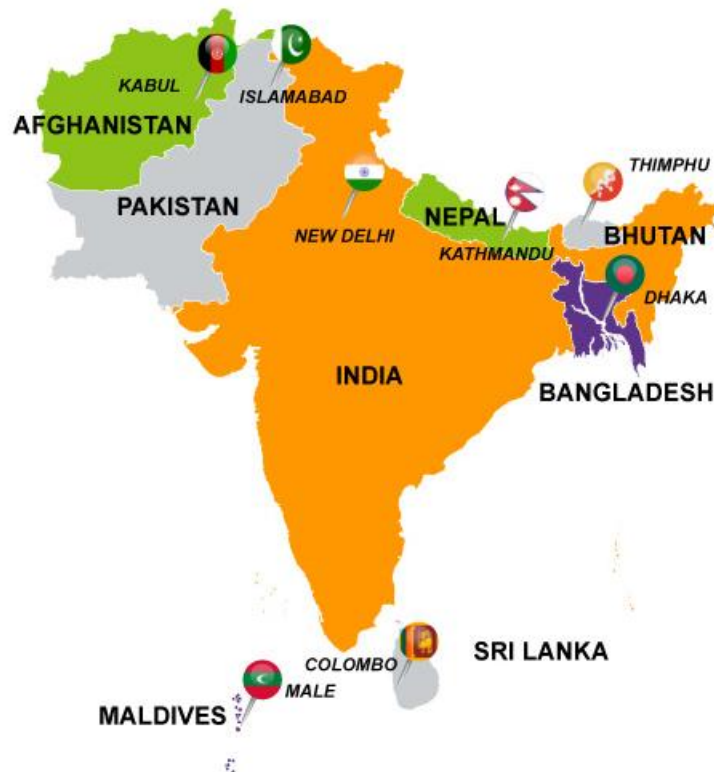 KABUL
ISLAMABAD
AFGHANISTAN
THIMPHU
PAKISTAN
NEPAL
NEW DELHI
BHUTAN
KATHMANDU
DHAKA
INDIA
BANGLADESH
SRI LANKA
COLOMBO
MALE
MALDIVES